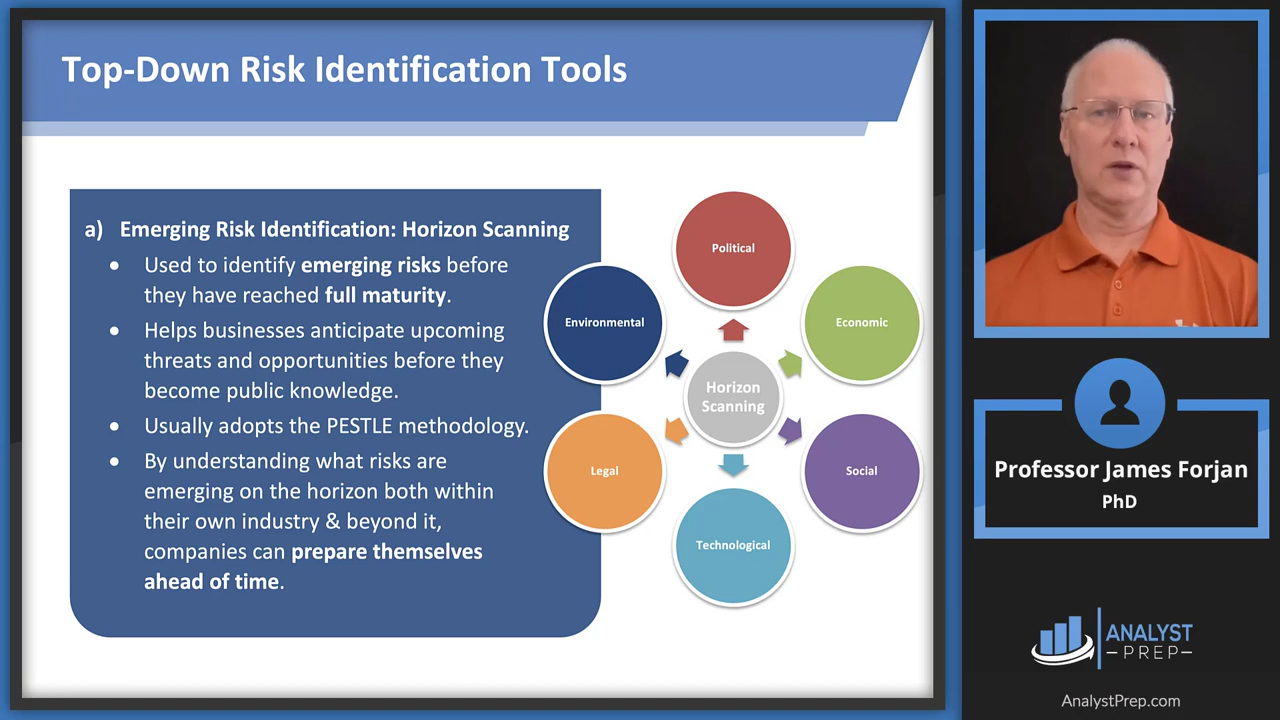 Top-Down Risk Identification Tools
a) Emerging Risk Identification: Horizon Scanning
• Used to identify emerging risks before
they have reached full maturity.
• Helps businesses anticipate upcoming
threats and opportunities before they
become public knowledge.
• Usually adopts the PESTLE methodology.
• By understanding what risks are
emerging on the horizon both within
their own industry & beyond it,
companies can prepare themselves
ahead of time.
Political
Economic
Social
Technological
Legal
Environmental
Horizon
Scanning
Professor James Forjan
PhD
ANALYST
PREP
AnalystPrep.com